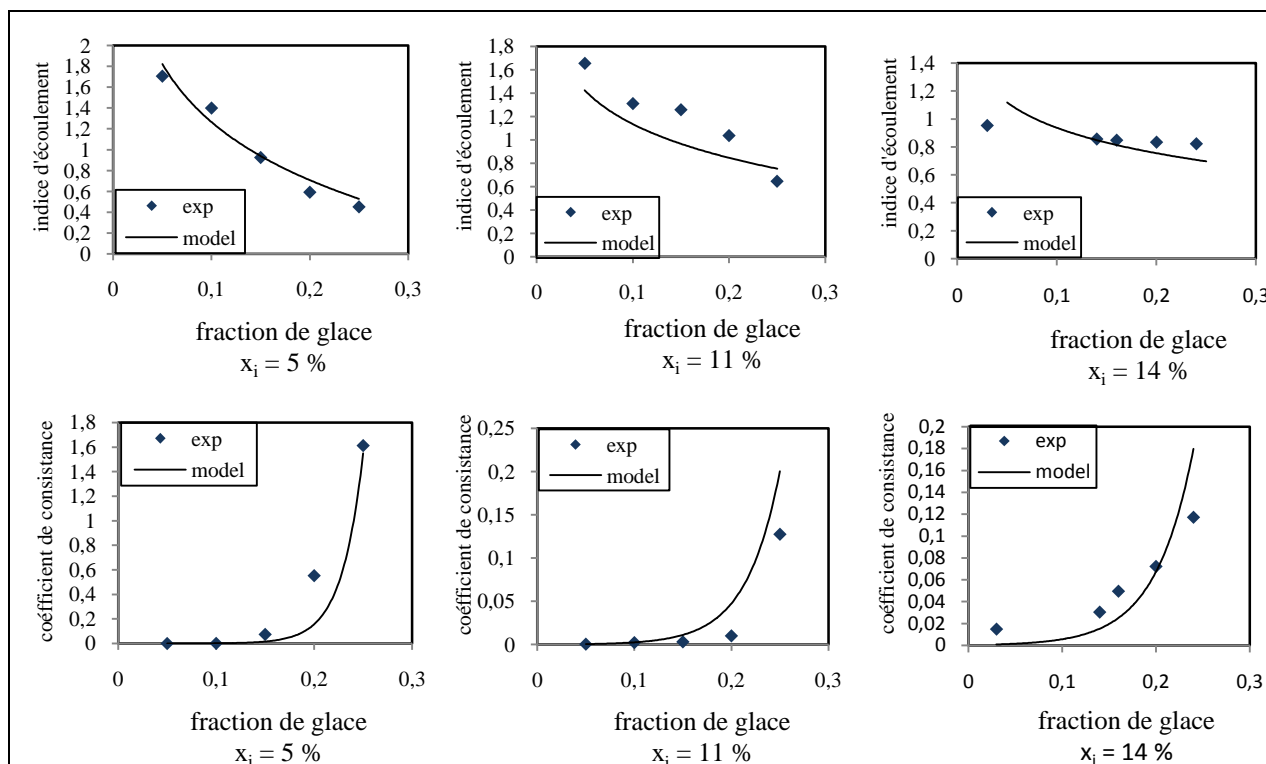 indice d'écoulement
2
1,8
1,6
1,4
1,2
1
0,8
0,6
0,4
0,2
0
exp
model
0 0,1 0,2 0,3
fraction de glace
xi = 5 %
indice d'écoulement
1,8
1,6
1,4
1,2
1
0,8
0,6
0,4
0,2
0
exp
model
0 0,1 0,2 0,3
fraction de glace
xi = 11 %
indice d'écoulement
1,4
1,2
1
0,8
0,6
0,4
0,2
0
exp
model
0 0,1 0,2 0,3
fraction de glace
xi = 14 %
coéfficient de consistance
1,8
1,6
1,4
1,2
1
0,8
0,6
0,4
0,2
0
exp
model
0 0,1 0,2 0,3
fraction de glace
xi = 5 %
coéfficient de consistance
0,25
0,2
0,15
0,1
0,05
0
exp
model
0 0,1 0,2 0,3
fraction de glace
xi = 11 %
coéfficient de consistance
0,2
0,18
0,16
0,14
0,12
0,1
0,08
0,06
0,04
0,02
0
exp
model
0 0,1 0,2 0,3
fraction de glace
xi = 14 %